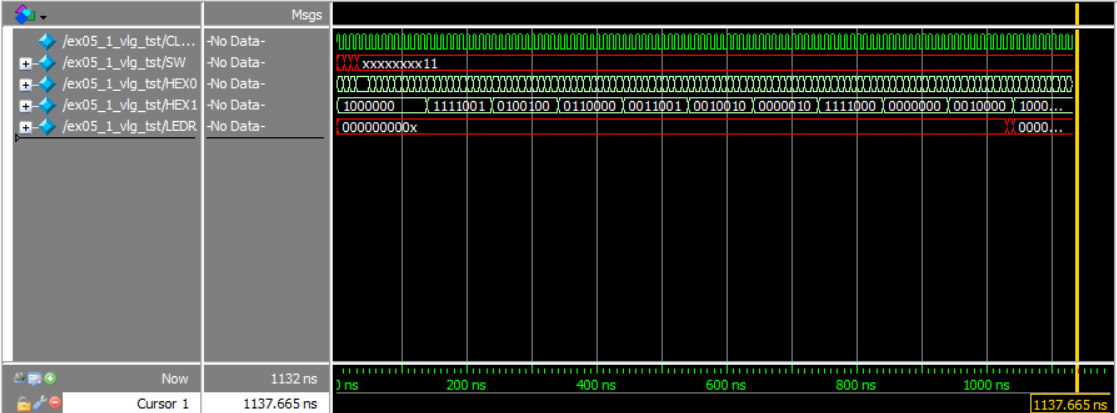 Msgs
/ex05_1_vlg_tst/CL... -No Data-
/ex05_1_vlg_tst/SW -No Data- xxxxxxxx11
/ex05_1_vlg_tst/HEX0 -No Data-
/ex05_1_vlg_tst/HEX1 -No Data- 1000000 1111001 0100100 0110000 0011001 0010010 0000010 1111000 0000000 0010000 1000...
/ex05_1_vlg_tst/LEDR -No Data- 000000000x 0000...
Now 1132 ns 200 ns 400 ns 600 ns 800 ns 1000 ns
Cursor 1 1137.665 ns 1137.665 ns